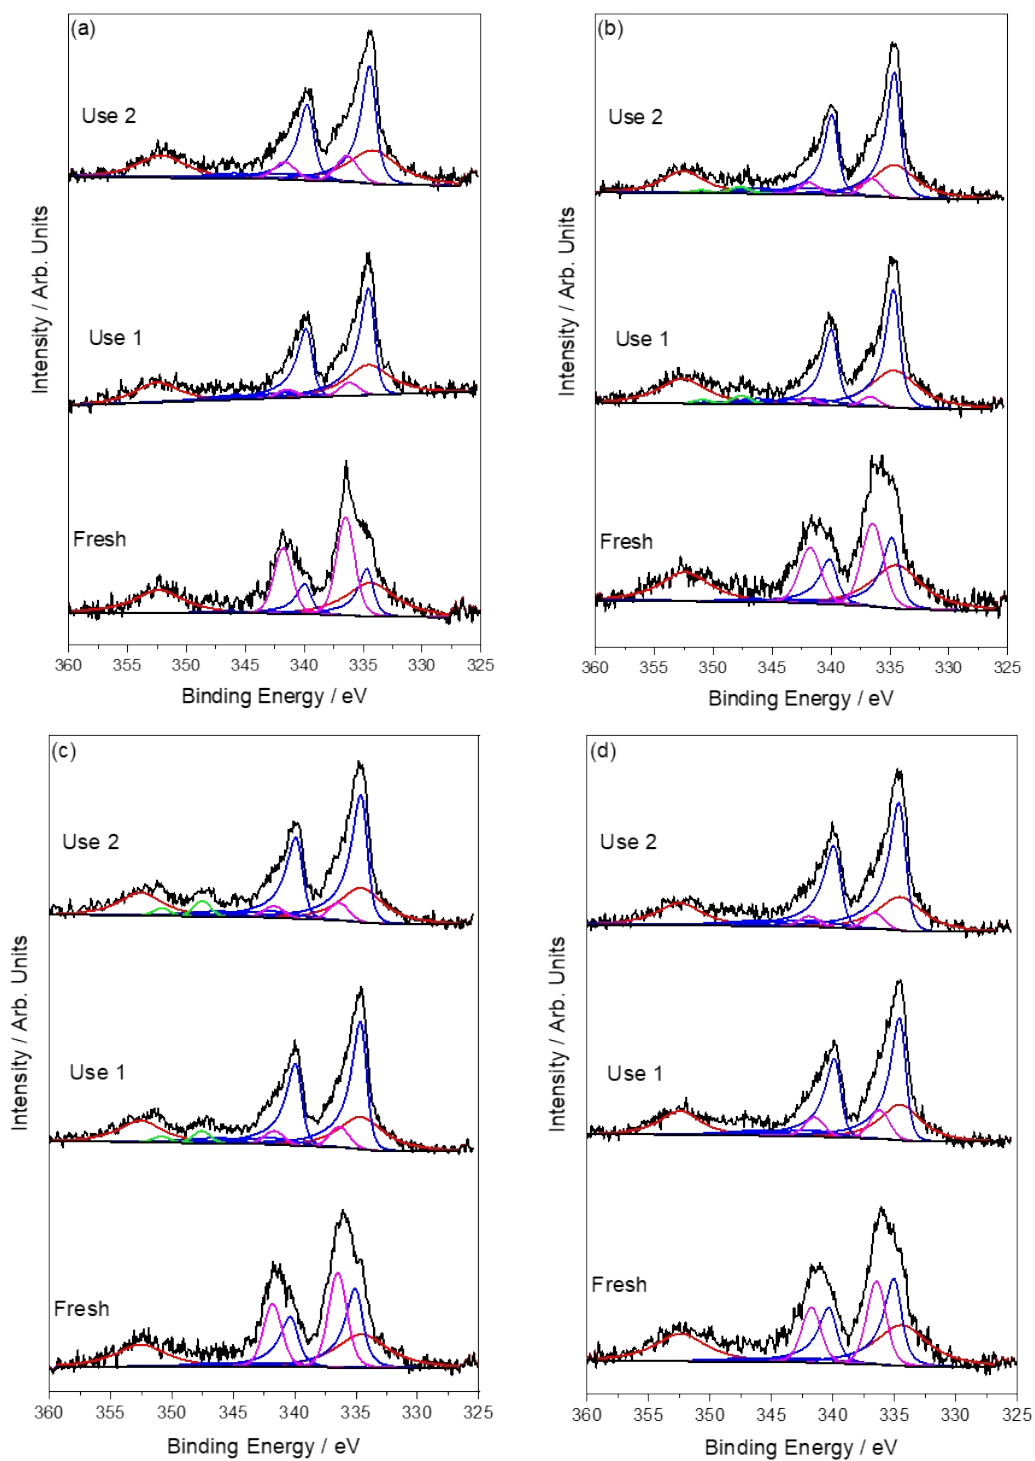 (a)
Use 2
Use 1
Fresh
Intensity / Arb. Units
360 355 350 345 340 335 330 325
Binding Energy / eV
(b)
Use 2
Use 1
Fresh
Intensity / Arb. Units
360 355 350 345 340 335 330 325
Binding Energy / eV
(c)
Use 2
Use 1
Fresh
Intensity / Arb. Units
360 355 350 345 340 335 330 325
Binding Energy / eV
(d)
Use 2
Use 1
Fresh
Intensity / Arb. Units
360 355 350 345 340 335 330 325
Binding Energy / eV